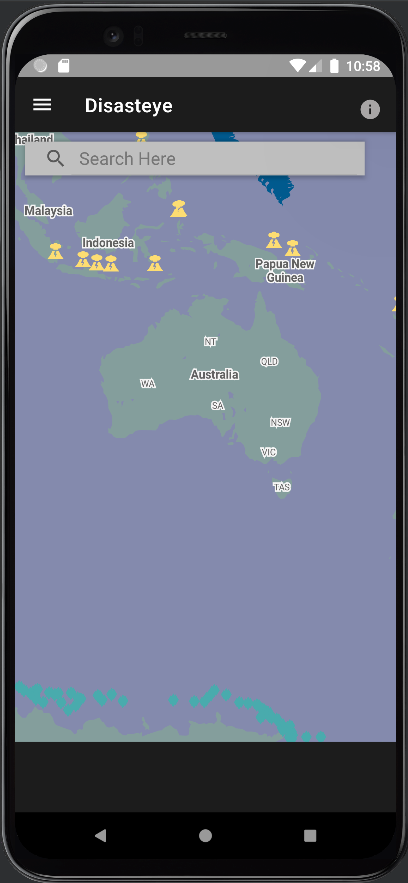 10:58
Disasteye
hailand
Search Here
Malaysia
Indonesia
Papua New
Guinea
NT
QLD
Australia
WA
SA
NSW
VIC
TAS